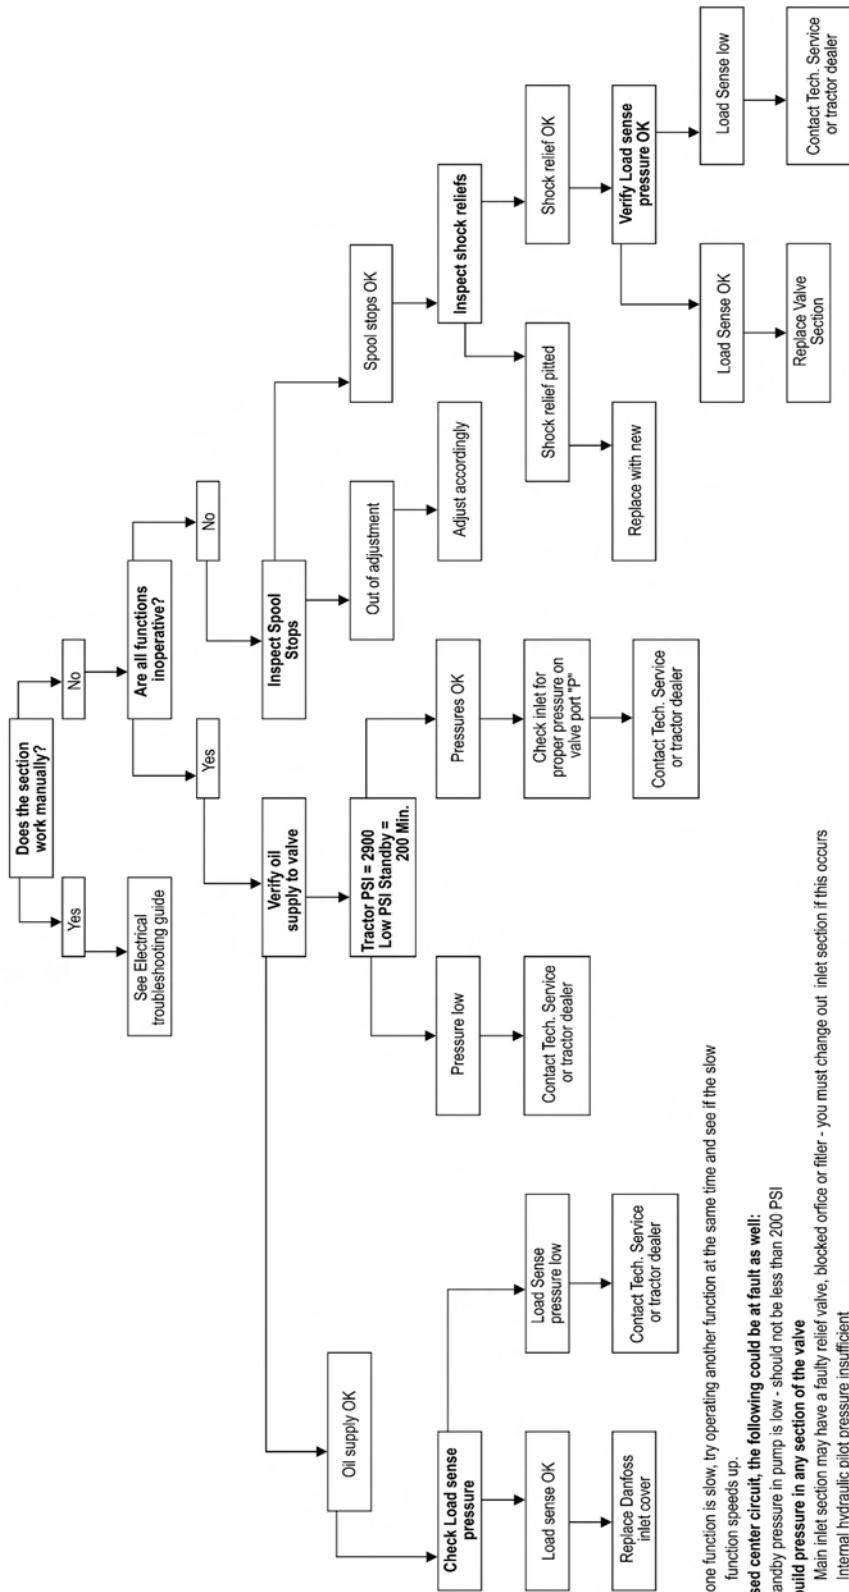 Does the section
work manually?
Yes
No
See Electrical
troubleshooting guide
Are all functions
inoperative?
Yes
No
Verify oil
supply to valve
Inspect Spool
Stops
Oil supply OK
Tractor PSI = 2900
Low PSI Standby =
200 Min.
Out of adjustment
Spool stops OK
Check Load sense
pressure
Pressure low
Pressures OK
Adjust accordingly
Inspect shock reliefs
Load sense OK
Load Sense
pressure low
Contact Tech. Service
or tractor dealer
Check inlet for
proper pressure on
valve port "P"
Shock relief pitted
Shock relief OK
Replace Danfoss
inlet cover
Contact Tech. Service
or tractor dealer
Contact Tech. Service
or tractor dealer
Replace with new
Verify Load sense
pressure OK
Load Sense OK
Load Sense low
Replace Valve
Section
Contact Tech. Service
or tractor dealer
one function is slow, try operating another function at the same time and see if the slow
function speeds up.
center circuit, the following could be at fault as well:
pressure in pump is low - should not be less than 200 PSI
pressure in any section of the valve
Main inlet section may have a faulty relief valve, blocked orfice or fitler - you must change out inlet section if this occurs
Internal hydraulic pilot pressure insufficient